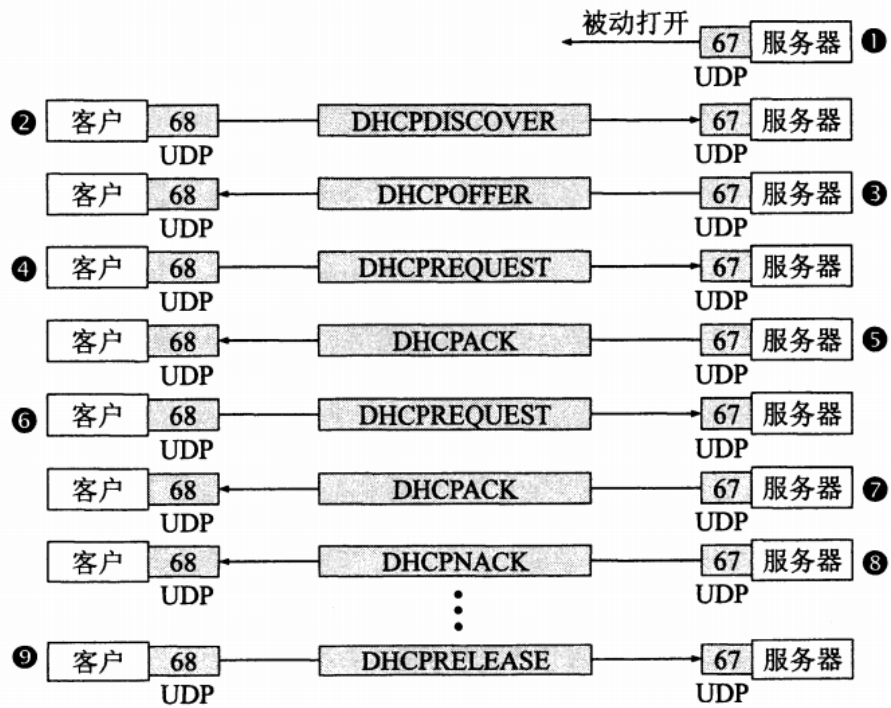 被动打开 67 服务器 ❶
UDP
❷ 客户 68 DHCPDISCOVER 67 服务器
UDP UDP
客户 68 DHCPOFFER 67 服务器 ❸
UDP UDP
❹ 客户 68 DHCPREQUEST 67 服务器
UDP UDP
客户 68 DHCPACK 67 服务器 ❺
UDP UDP
❻ 客户 68 DHCPREQUEST 67 服务器
UDP UDP
客户 68 DHCPACK 67 服务器 ❼
UDP UDP
客户 68 DHCPNACK 67 服务器 ❽
UDP UDP
❾ 客户 68 DHCPRELEASE 67 服务器
UDP UDP